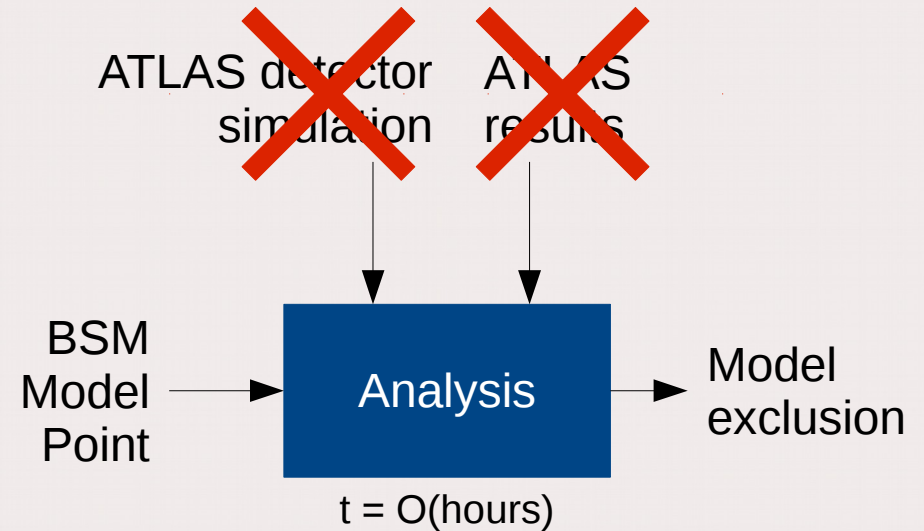 ATLAS detector
simulation
ATLAS
results
BSM
Model
Point
Analysis
Model
exclusion
t = O(hours)